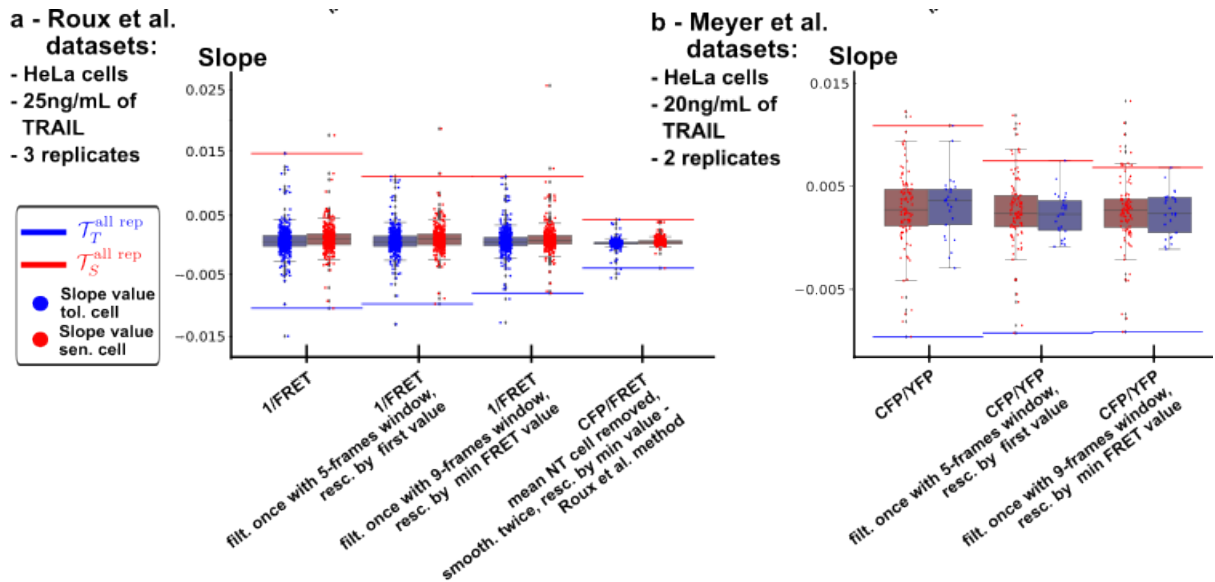 a - Roux et al.
datasets:
- HeLa cells
- 25ng/mL of
TRAIL
- 3 replicates
Slope
0.025
0.015
0.005
−0.005
−0.015
𝒯_T^all rep
𝒯_S^all rep
Slope value
tol. cell
Slope value
sen. cell
1/FRET
1/FRET
filt. once with 5-frames window,
resc. by first value
1/FRET
filt. once with 9-frames window,
resc. by min FRET value
CFP/FRET
mean NT cell removed,
smooth. twice, resc. by min value -
Roux et al. method
b - Meyer et al.
datasets:
- HeLa cells
- 20ng/mL of
TRAIL
- 2 replicates
Slope
0.015
0.005
−0.005
CFP/YFP
CFP/YFP
filt. once with 5-frames window,
resc. by first value
CFP/YFP
filt. once with 9-frames window,
resc. by min FRET value